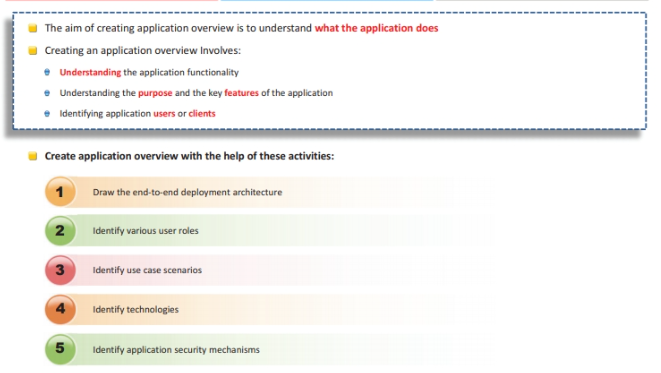 The aim of creating application overview is to understand what the application does
Creating an application overview Involves:
Understanding the application functionality
Understanding the purpose and the key features of the application
Identifying application users or clients
Create application overview with the help of these activities:
1 Draw the end-to-end deployment architecture
2 Identify various user roles
3 Identify use case scenarios
4 Identify technologies
5 Identify application security mechanisms